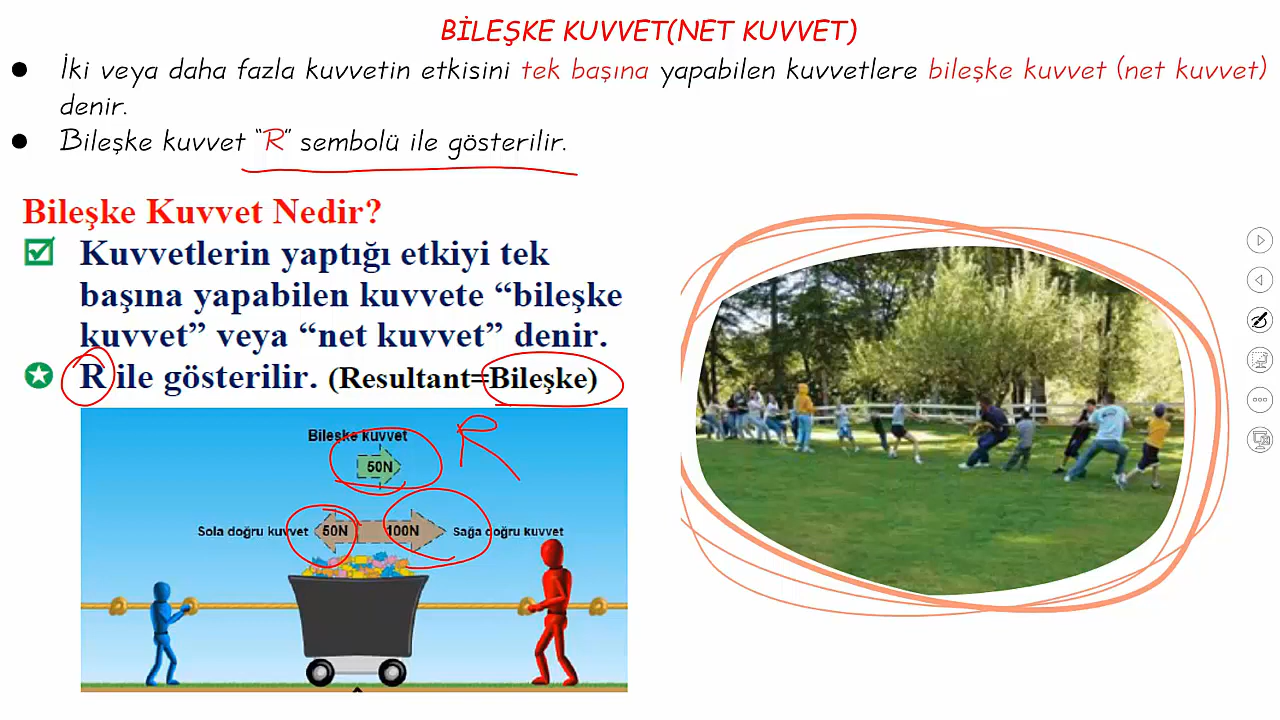 BİLEŞKE KUVVET(NET KUVVET)
● İki veya daha fazla kuvvetin etkisini tek başına yapabilen kuvvetlere bileşke kuvvet (net kuvvet)
denir.
● Bileşke kuvvet "R" sembolü ile gösterilir.
Bileşke Kuvvet Nedir?
Kuvvetlerin yaptığı etkiyi tek
başına yapabilen kuvvete “bileşke
kuvvet” veya “net kuvvet” denir.
R ile gösterilir. (Resultant=Bileşke)
Bileşke kuvvet
R
50N
Sola doğru kuvvet 50N 100N Sağa doğru kuvvet